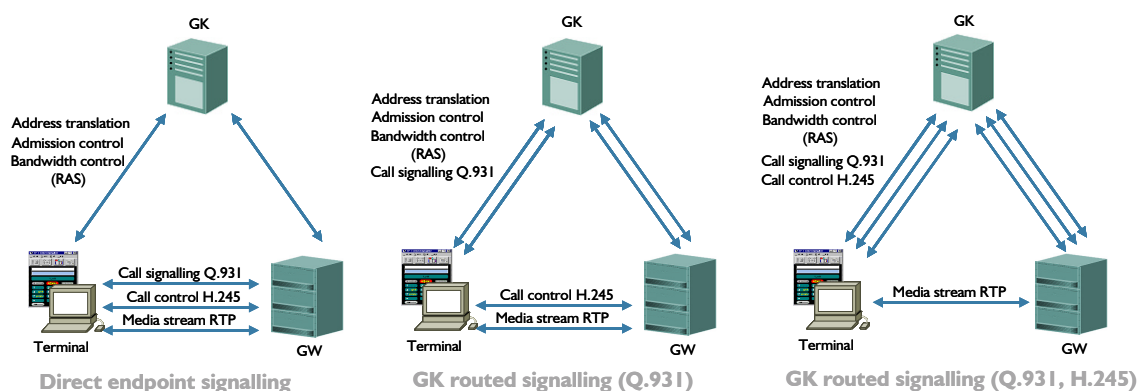 GK
Address translation
Admission control
Bandwidth control
(RAS)
Call signalling Q.931
Call control H.245
Media stream RTP
Terminal
GW
Direct endpoint signalling
GK
Address translation
Admission control
Bandwidth control
(RAS)
Call signalling Q.931
Call control H.245
Media stream RTP
Terminal
GW
GK routed signalling (Q.931)
GK
Address translation
Admission control
Bandwidth control
(RAS)
Call signalling Q.931
Call control H.245
Media stream RTP
Terminal
GW
GK routed signalling (Q.931, H.245)